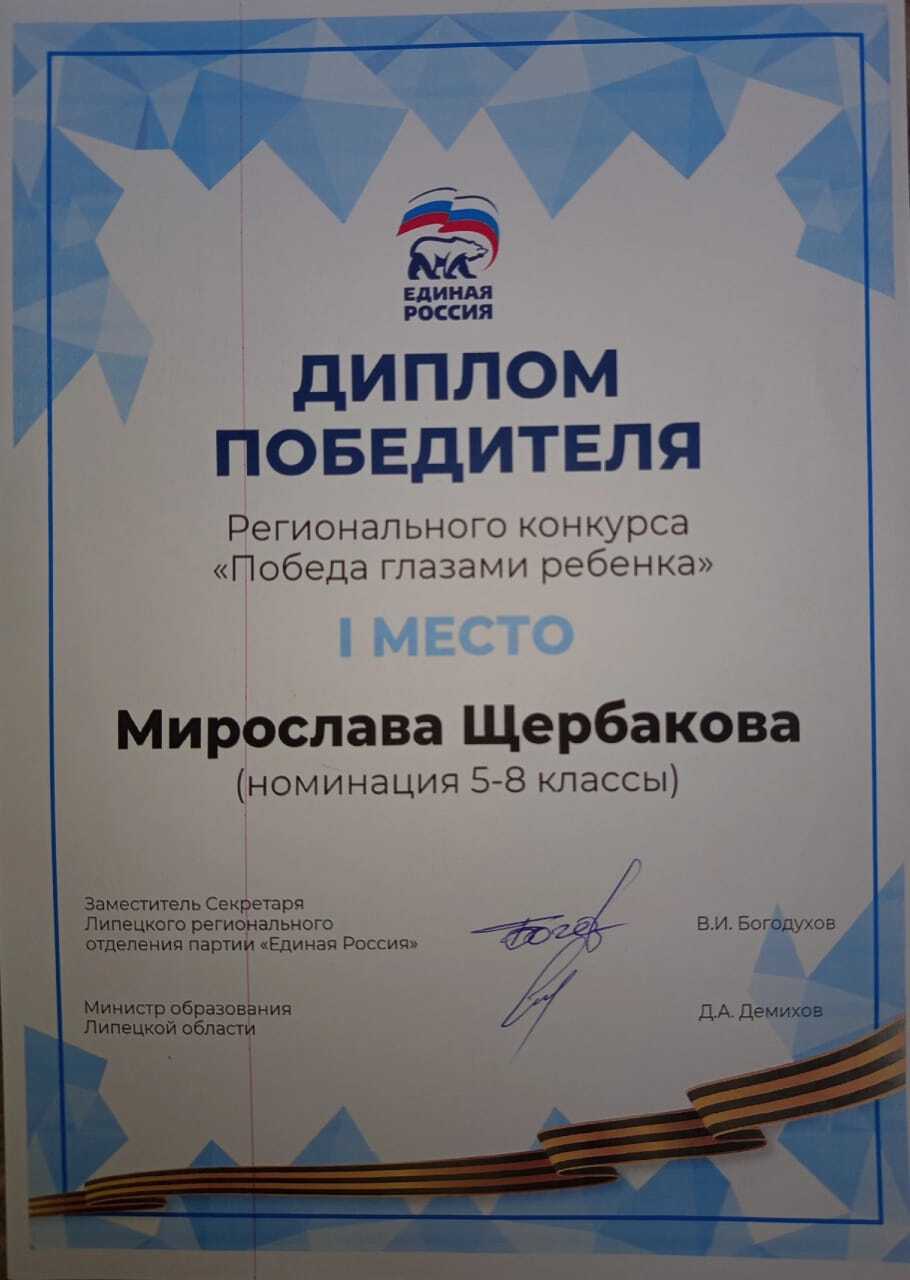 ЕДИНАЯ
РОССИЯ
ДИПЛОМ
ПОБЕДИТЕЛЯ
Регионального конкурса
«Победа глазами ребенка»
I МЕСТО
Мирослава Щербакова
(номинация 5-8 классы)
Заместитель Секретаря
Липецкого регионального
отделения партии «Единая Россия»
В.И. Богодухов
Министр образования
Липецкой области
Д.А. Демихов